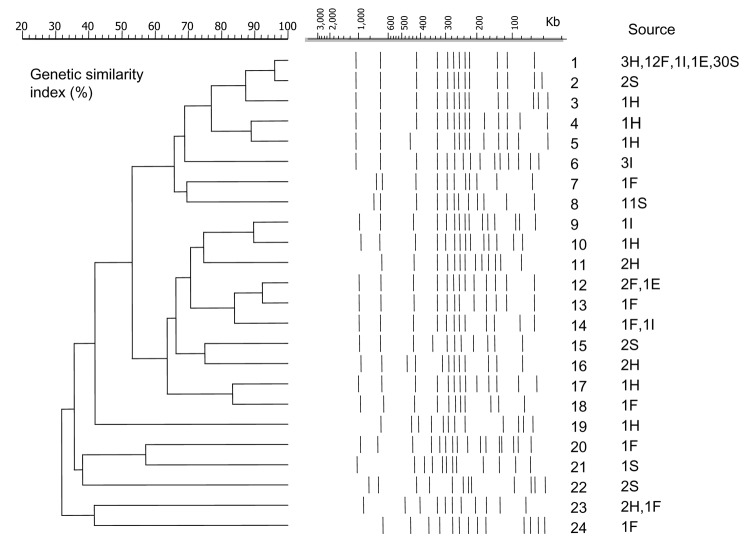 20 30 40 50 60 70 80 90 100 3,000 2,000 1,000 600 500 400 300 200 100 Kb Source
Genetic similarity
index (%)
1 3H,12F,1I,1E,30S
2 2S
3 1H
4 1H
5 1H
6 3I
7 1F
8 11S
9 1I
10 1H
11 2H
12 2F,1E
13 1F
14 1F,1I
15 2S
16 2H
17 1H
18 1F
19 1H
20 1F
21 1S
22 2S
23 2H,1F
24 1F